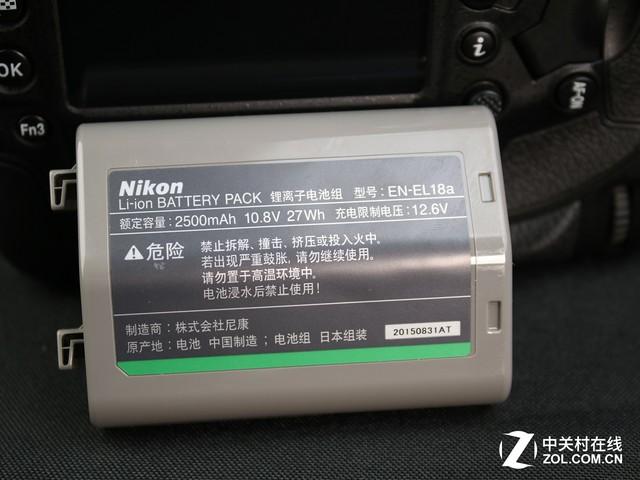 OK
i
Fn3
AF-ON
Nikon
Li-ion BATTERY PACK 锂离子电池组 型号: EN-EL18a
额定容量: 2500mAh 10.8V 27Wh 充电限制电压: 12.6V
危险
禁止拆解、撞击、挤压或投入火中。
若出现严重鼓胀，请勿继续使用。
请勿置于高温环境中。
电池浸水后禁止使用！
制造商: 株式会社尼康
原产地: 电池 中国制造；电池组 日本组装
20150831AT
Z 中关村在线
ZOL.COM.CN